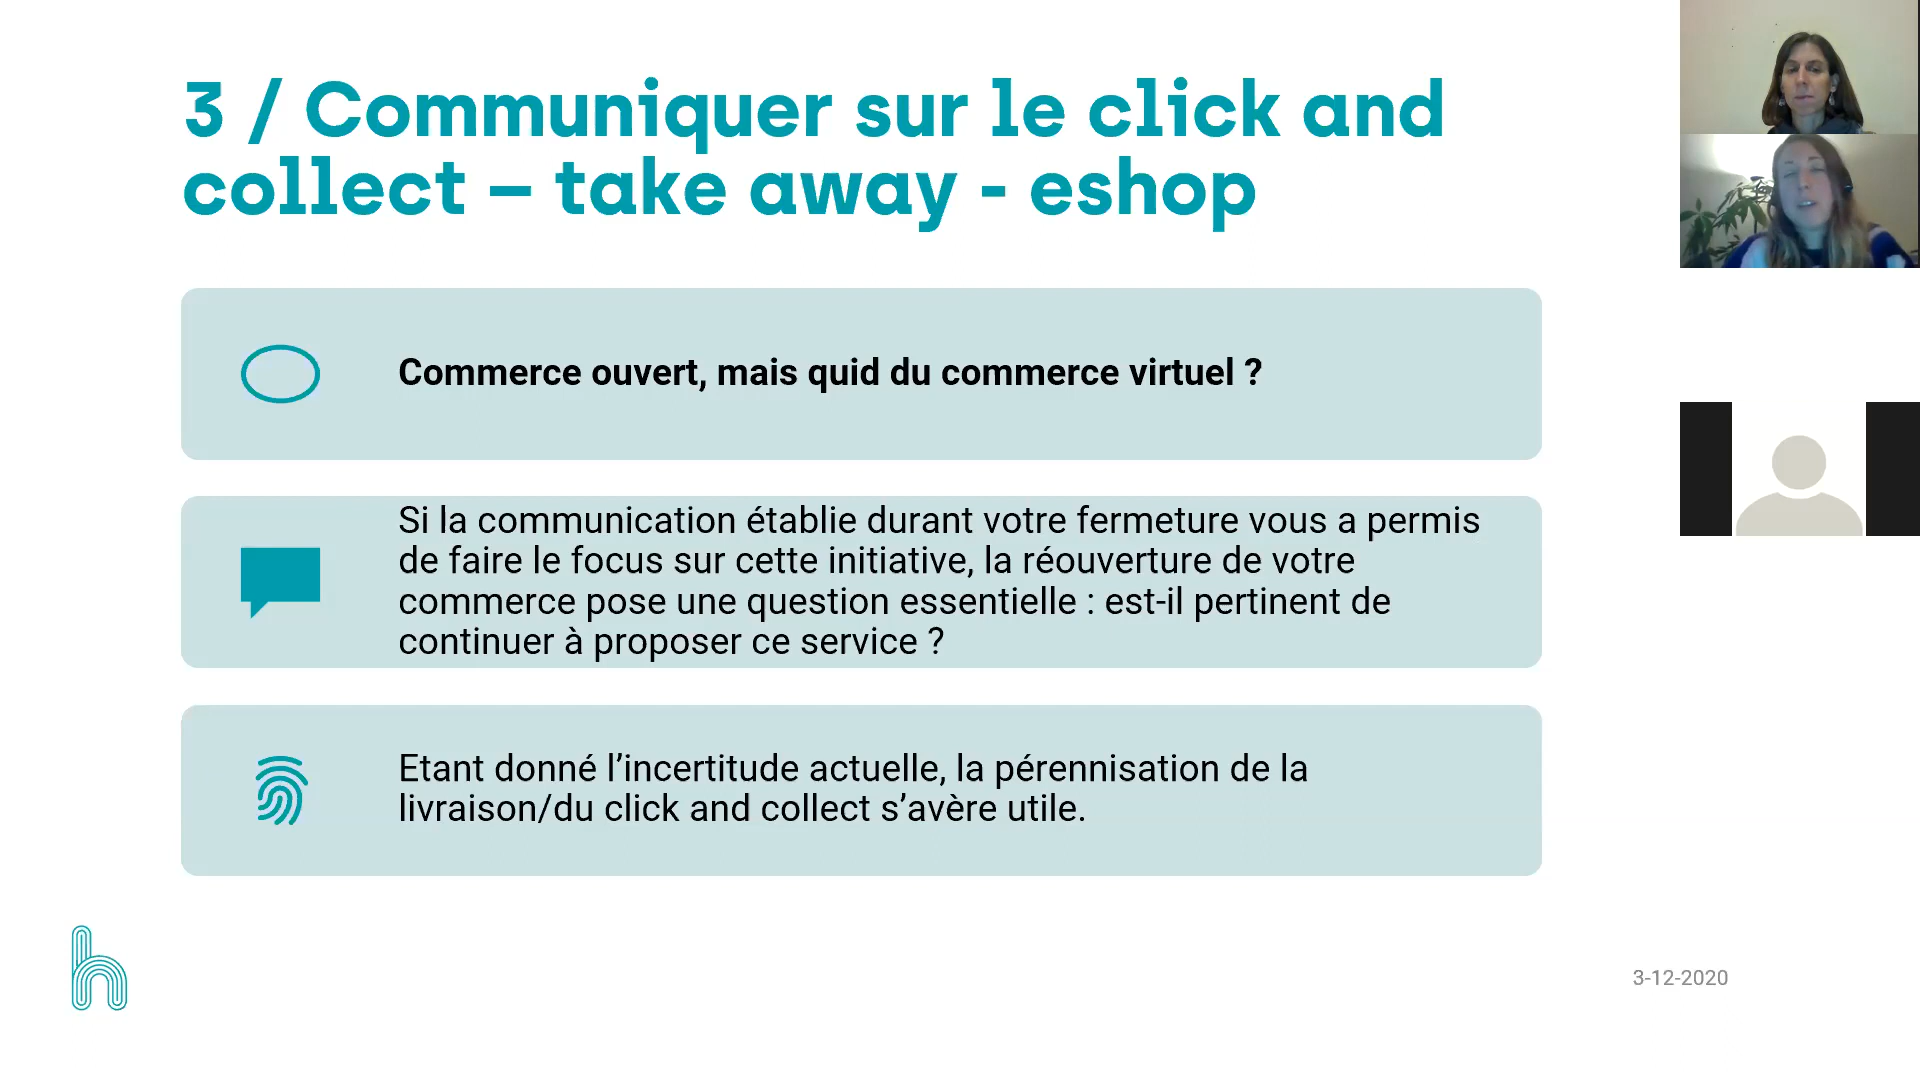 3 / Communiquer sur le click and
collect – take away - eshop
Commerce ouvert, mais quid du commerce virtuel ?
Si la communication établie durant votre fermeture vous a permis
de faire le focus sur cette initiative, la réouverture de votre
commerce pose une question essentielle : est-il pertinent de
continuer à proposer ce service ?
Etant donné l’incertitude actuelle, la pérennisation de la
livraison/du click and collect s’avère utile.
h
3-12-2020